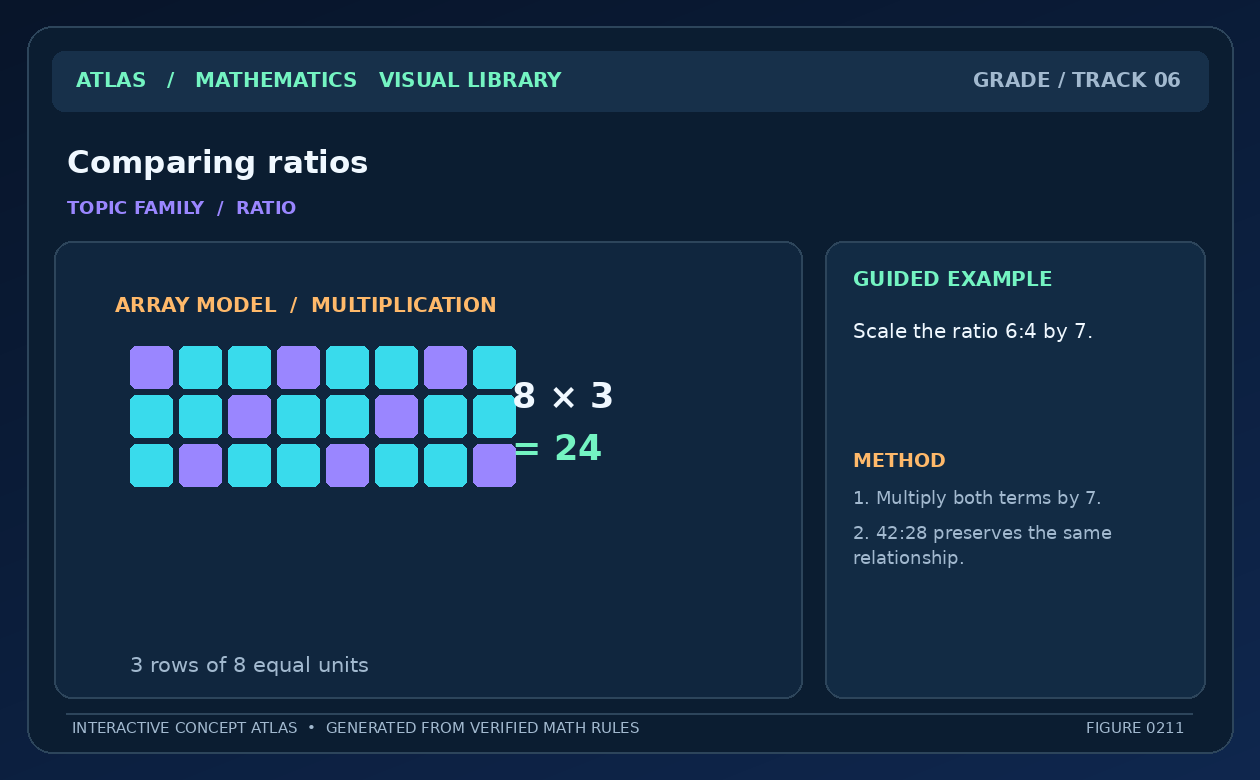 ATLAS / MATHEMATICS VISUAL LIBRARY
GRADE / TRACK 06
Comparing ratios
TOPIC FAMILY / RATIO
ARRAY MODEL / MULTIPLICATION
8 × 3
= 24
3 rows of 8 equal units
GUIDED EXAMPLE
Scale the ratio 6:4 by 7.
METHOD
1. Multiply both terms by 7.
2. 42:28 preserves the same
relationship.
INTERACTIVE CONCEPT ATLAS • GENERATED FROM VERIFIED MATH RULES
FIGURE 0211